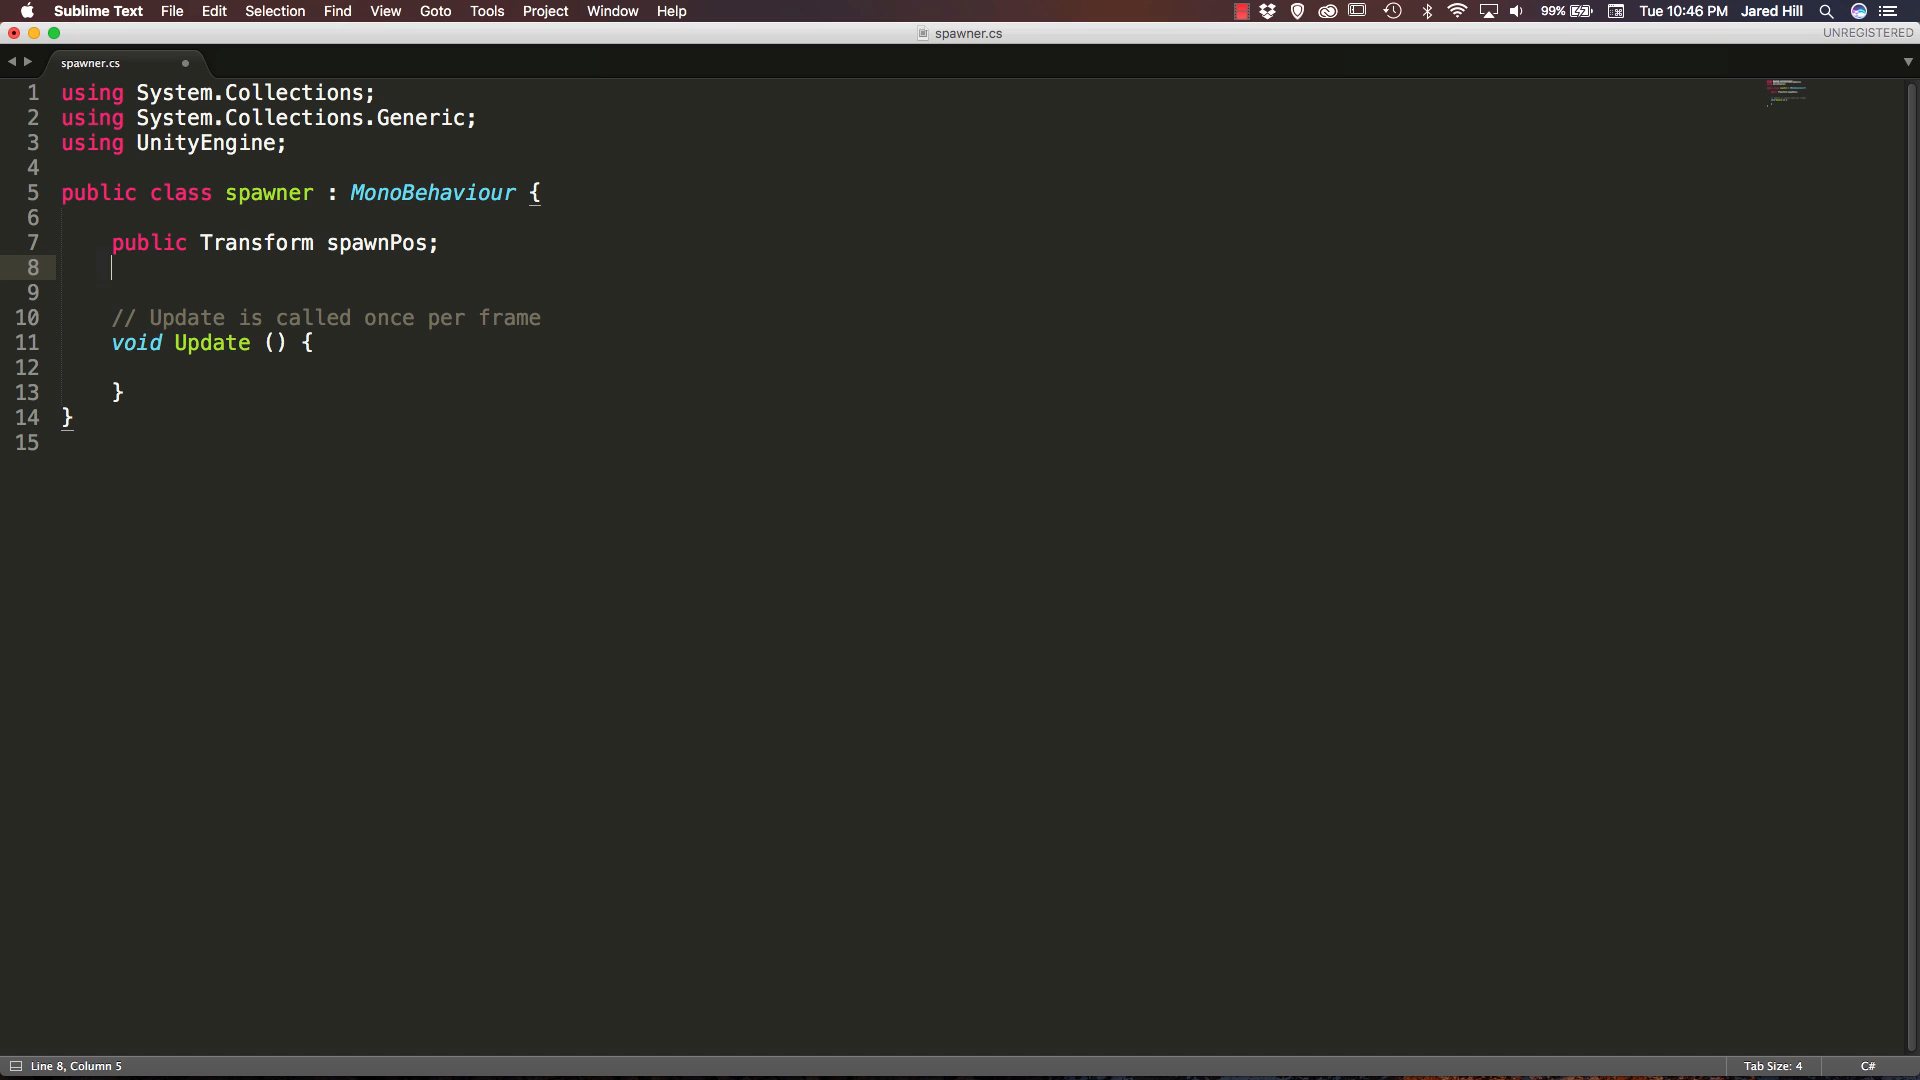 Sublime Text File Edit Selection Find View Goto Tools Project Window Help 99% Tue 10:46 PM Jared Hill
spawner.cs UNREGISTERED
spawner.cs
1 using System.Collections;
2 using System.Collections.Generic;
3 using UnityEngine;
4
5 public class spawner : MonoBehaviour {
6
7 public Transform spawnPos;
8
9
10 // Update is called once per frame
11 void Update () {
12
13 }
14 }
15
Line 8, Column 5 Tab Size: 4 C#